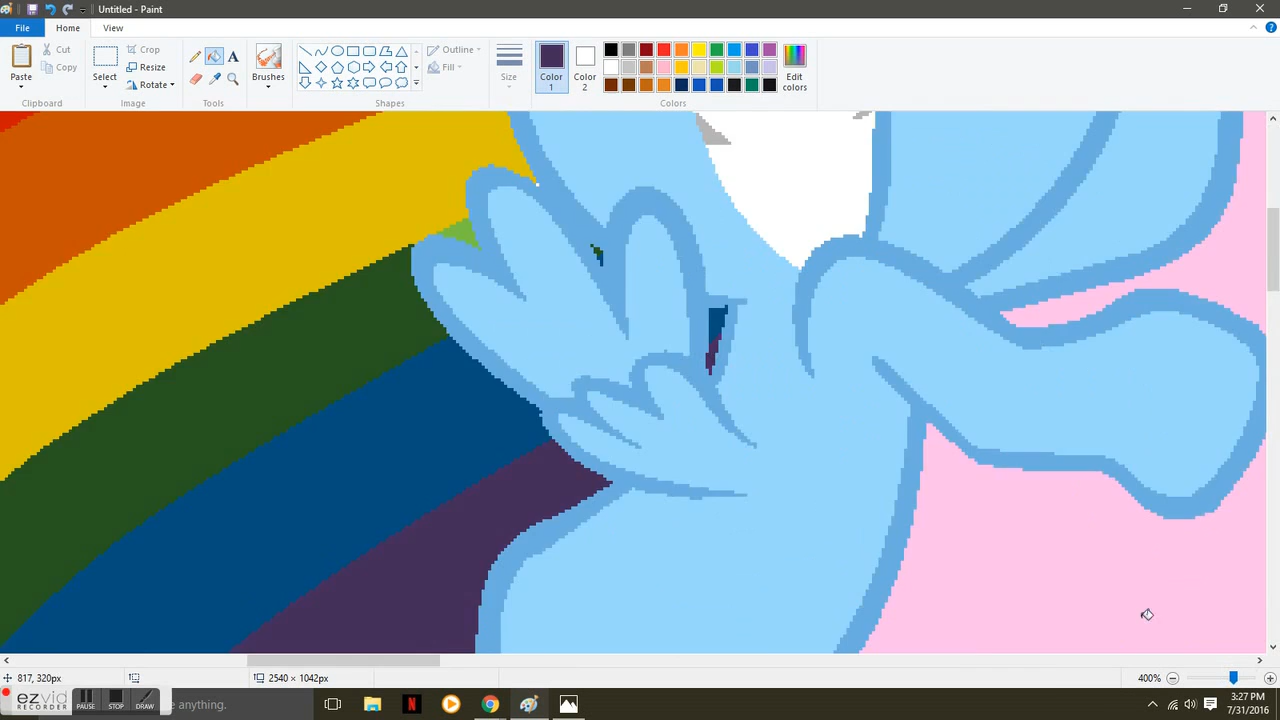 Untitled - Paint
File
Home
View
Paste
Cut
Copy
Clipboard
Select
Crop
Resize
Rotate
Image
A
Tools
Brushes
Shapes
Outline
Fill
Size
Color
1
Color
2
Edit
colors
Colors
817, 320px
2540 × 1042px
400%
ezvid
RECORDER
PAUSE
STOP
DRAW
e anything.
N
3:27 PM
7/31/2016